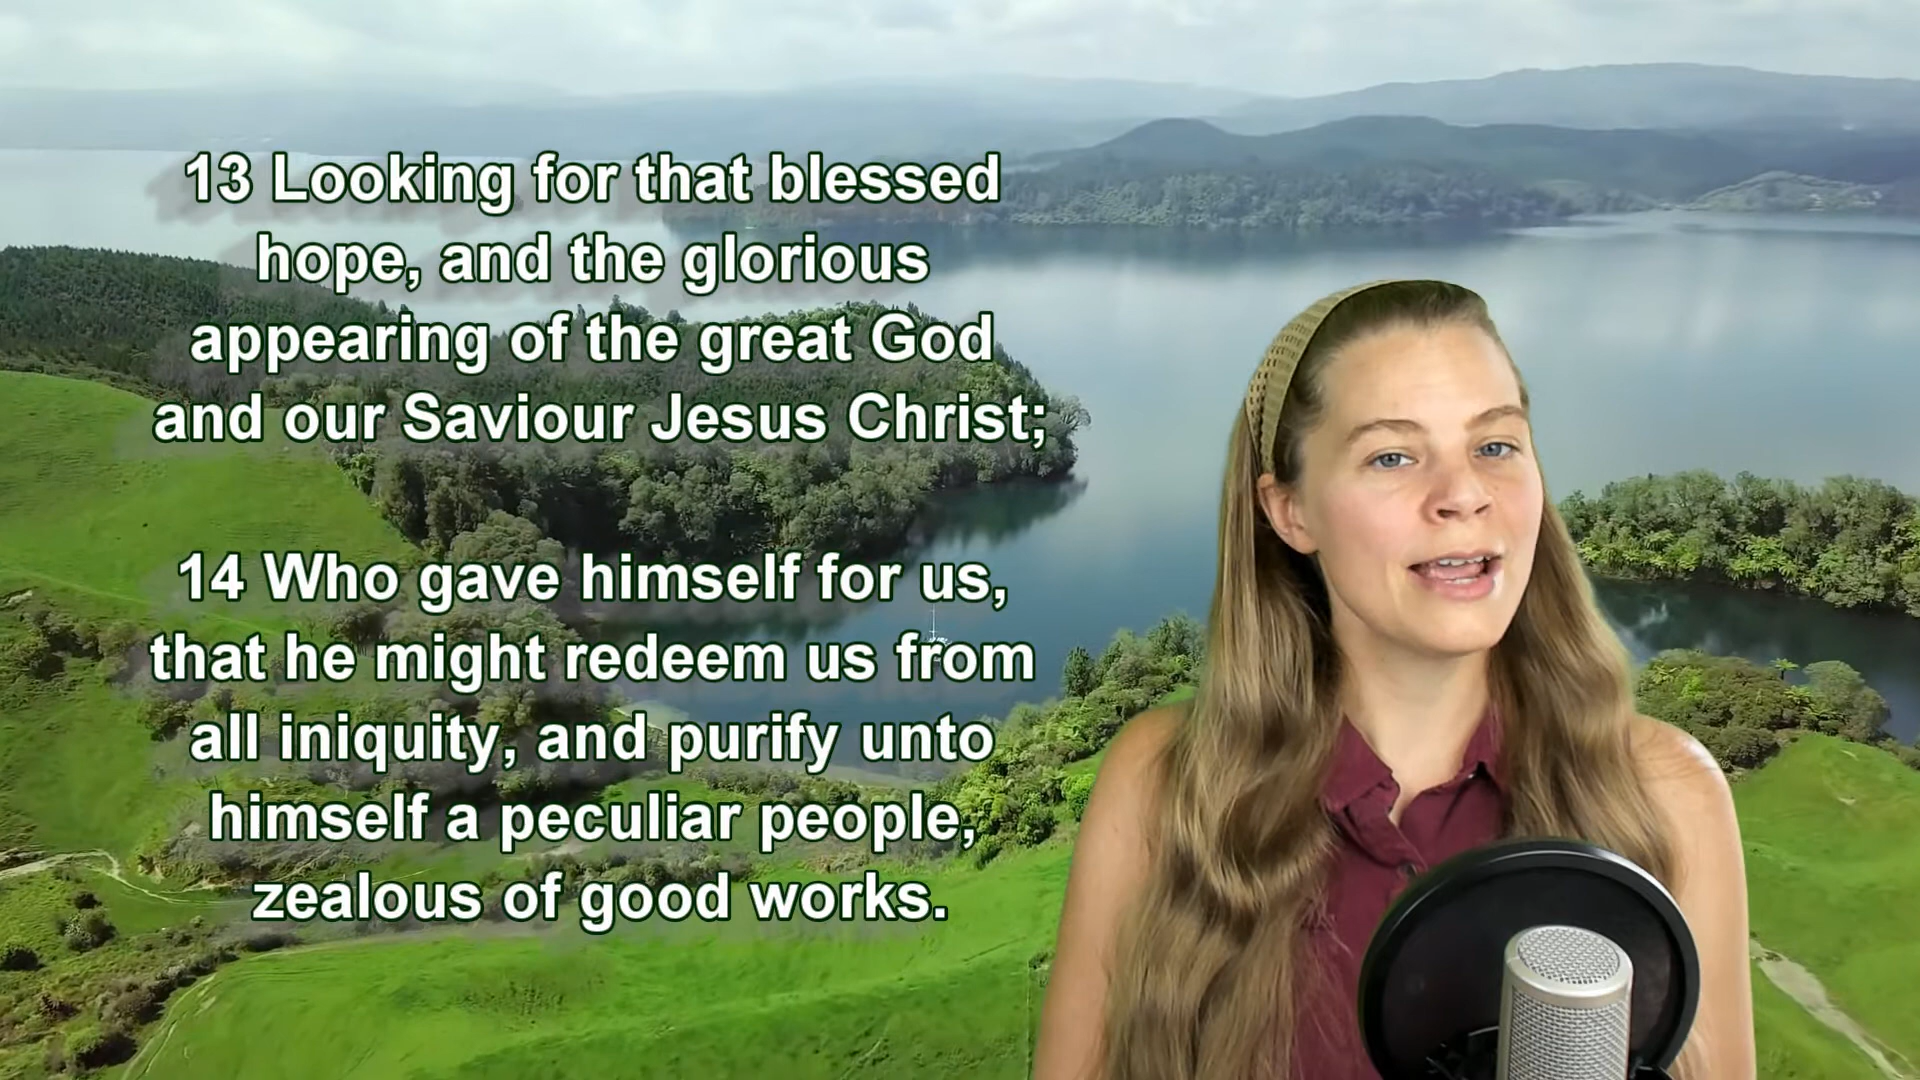 13 Looking for that blessed
hope, and the glorious
appearing of the great God
and our Saviour Jesus Christ;
14 Who gave himself for us,
that he might redeem us from
all iniquity, and purify unto
himself a peculiar people,
zealous of good works.